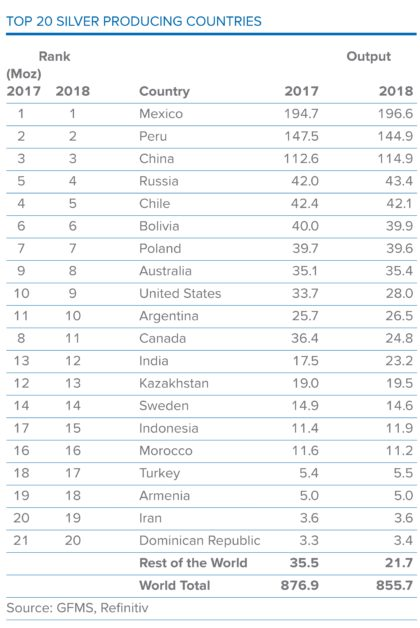 TOP 20 SILVER PRODUCING COUNTRIES
Rank Output
(Moz)
2017 2018 Country 2017 2018
1 1 Mexico 194.7 196.6
2 2 Peru 147.5 144.9
3 3 China 112.6 114.9
5 4 Russia 42.0 43.4
4 5 Chile 42.4 42.1
6 6 Bolivia 40.0 39.9
7 7 Poland 39.7 39.6
9 8 Australia 35.1 35.4
10 9 United States 33.7 28.0
11 10 Argentina 25.7 26.5
8 11 Canada 36.4 24.8
13 12 India 17.5 23.2
12 13 Kazakhstan 19.0 19.5
14 14 Sweden 14.9 14.6
17 15 Indonesia 11.4 11.9
16 16 Morocco 11.6 11.2
18 17 Turkey 5.4 5.5
19 18 Armenia 5.0 5.0
20 19 Iran 3.6 3.6
21 20 Dominican Republic 3.3 3.4
Rest of the World 35.5 21.7
World Total 876.9 855.7
Source: GFMS, Refinitiv